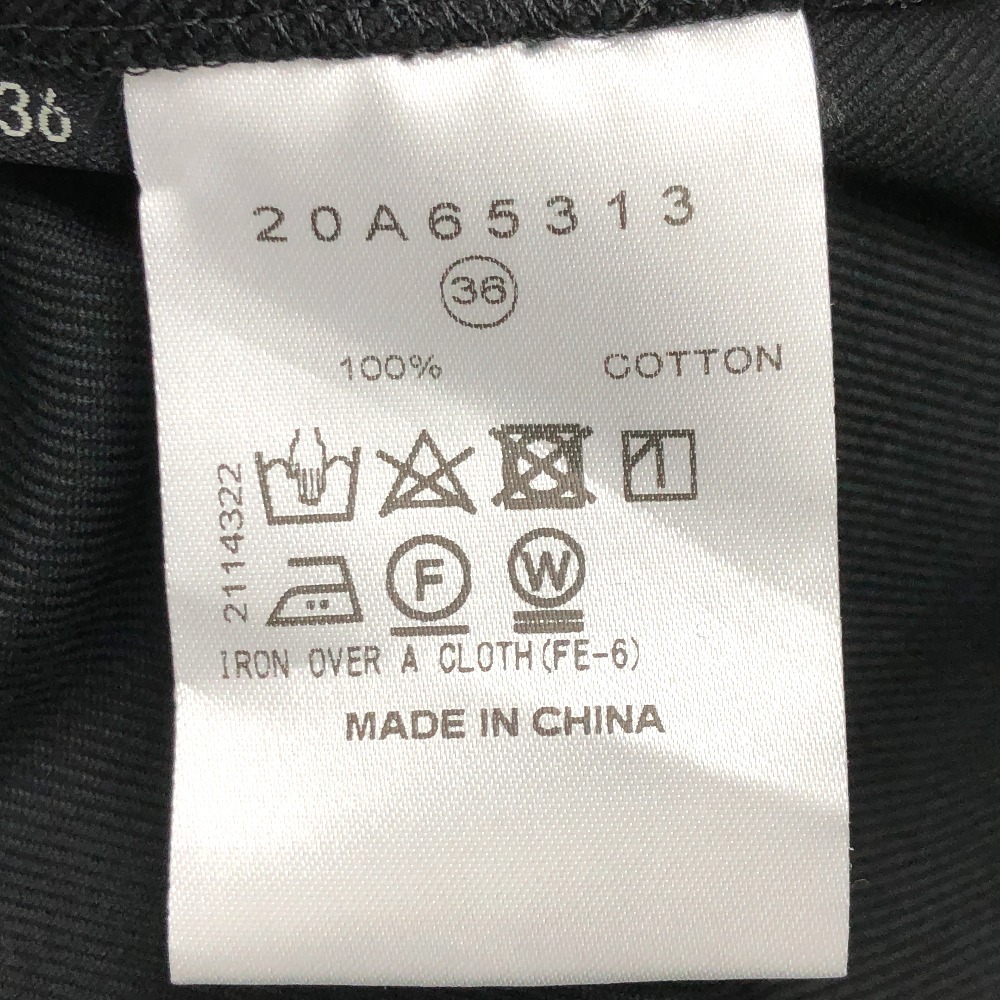 36
20A65313
36
100% COTTON
2114322
F W
IRON OVER A CLOTH(FE-6)
MADE IN CHINA